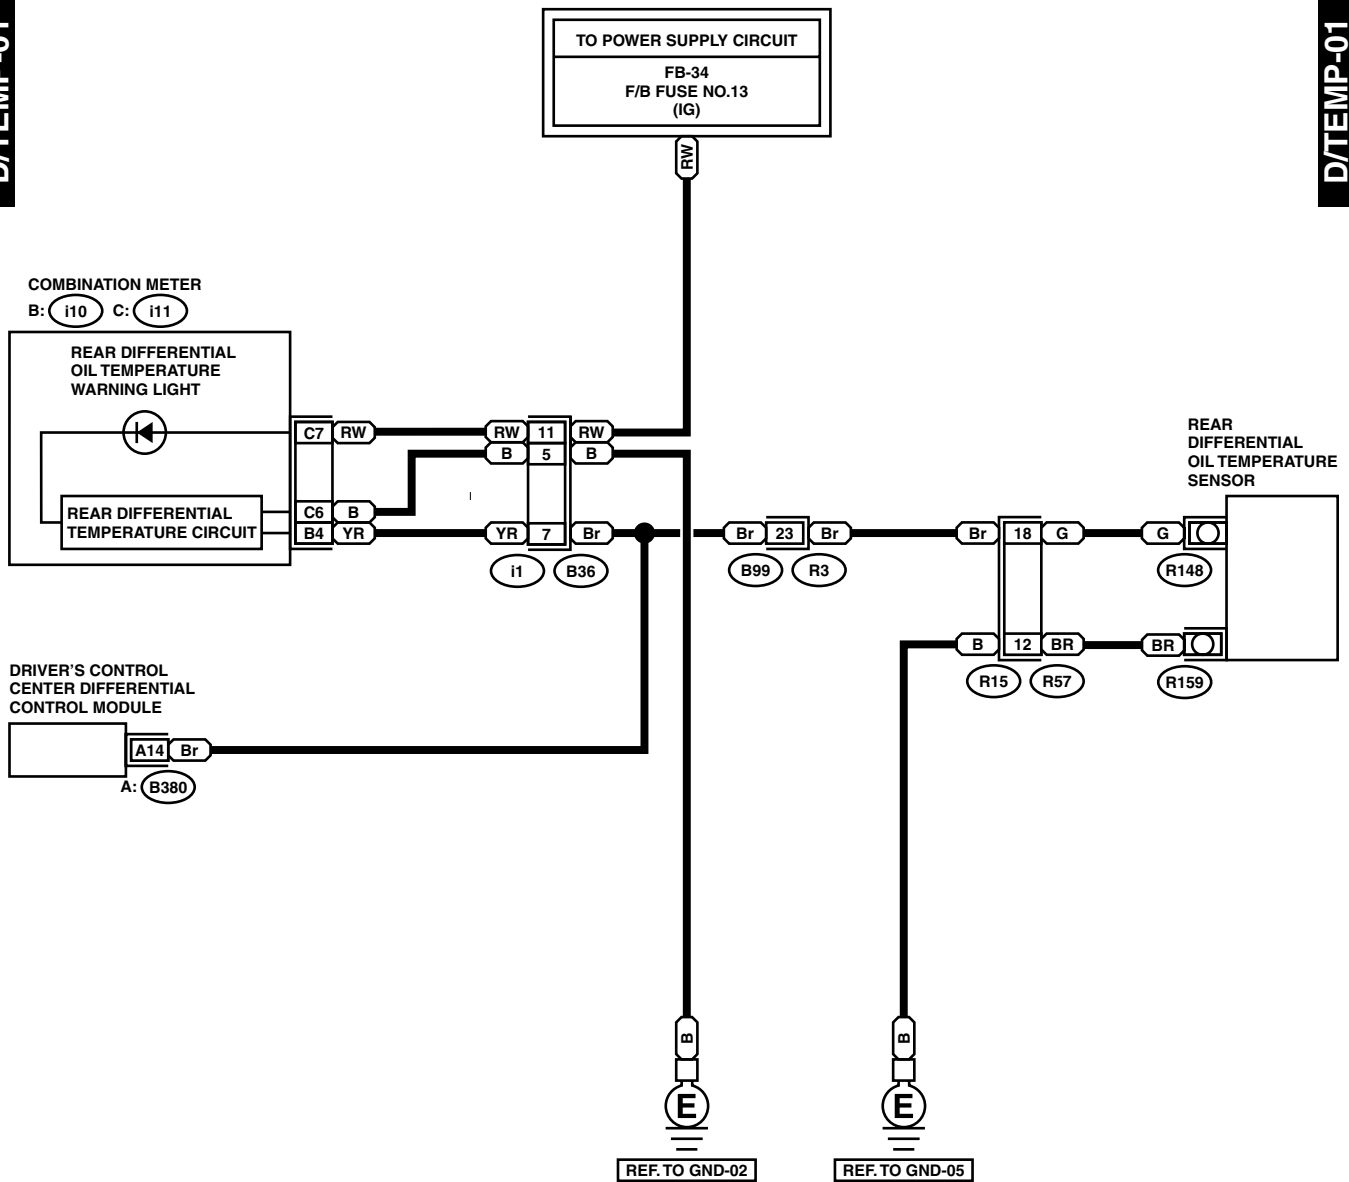 D/TEMP-01
D/TEMP-01
TO POWER SUPPLY CIRCUIT
FB-34
F/B FUSE NO.13
(IG)
RW
COMBINATION METER
B: i10 C: i11
REAR DIFFERENTIAL
OIL TEMPERATURE
WARNING LIGHT
C7 RW RW 11 RW
B 5 B
REAR DIFFERENTIAL
TEMPERATURE CIRCUIT
C6 B
B4 YR YR 7 Br Br 23 Br Br 18 G G
i1 B36 B99 R3 R148
REAR
DIFFERENTIAL
OIL TEMPERATURE
SENSOR
B 12 BR BR
R15 R57 R159
DRIVER'S CONTROL
CENTER DIFFERENTIAL
CONTROL MODULE
A14 Br
A: B380
B B
E E
REF. TO GND-02 REF. TO GND-05